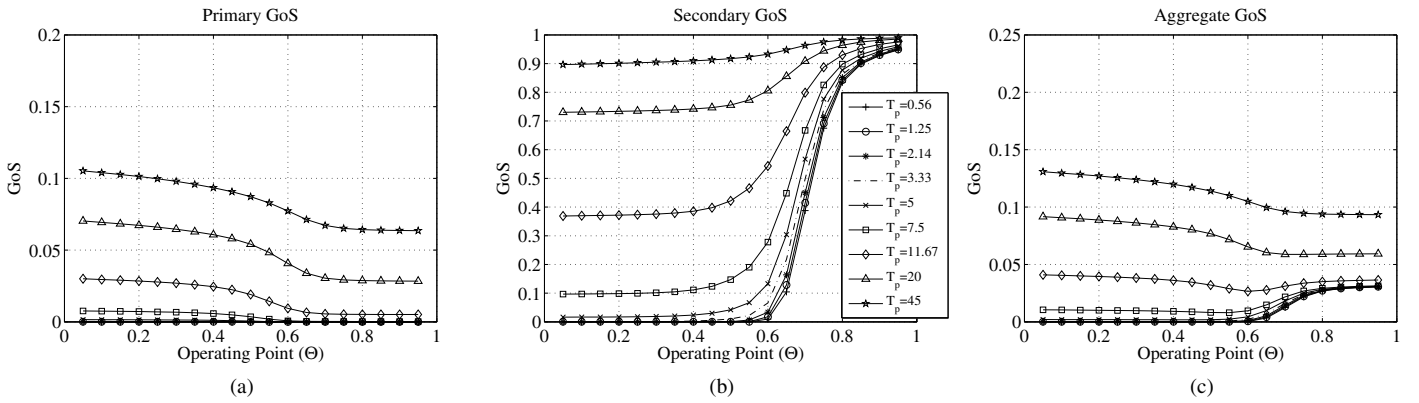 Primary GoS
0.2
0.15
0.1
0.05
0
GoS
0 0.2 0.4 0.6 0.8 1
Operating Point (Θ)
(a)
Secondary GoS
1
0.9
0.8
0.7
0.6
0.5
0.4
0.3
0.2
0.1
0
GoS
0 0.2 0.4 0.6 0.8 1
Operating Point (Θ)
T_p=0.56
T_p=1.25
T_p=2.14
T_p=3.33
T_p=5
T_p=7.5
T_p=11.67
T_p=20
T_p=45
(b)
Aggregate GoS
0.25
0.2
0.15
0.1
0.05
0
GoS
0 0.2 0.4 0.6 0.8 1
Operating Point (Θ)
(c)